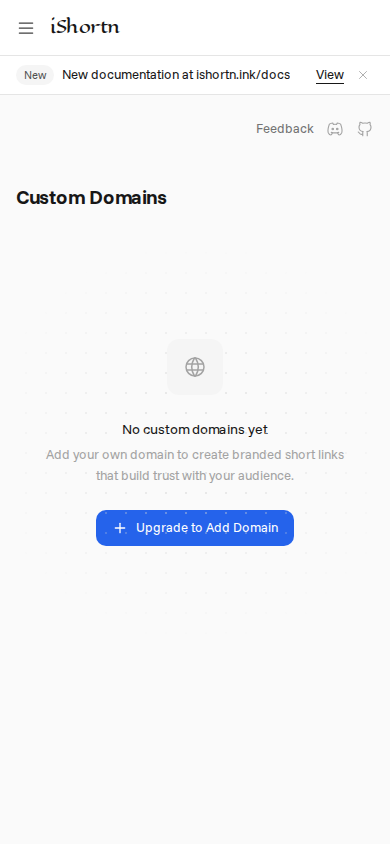 iShortn
New New documentation at ishortn.ink/docs View
Feedback
Custom Domains
No custom domains yet
Add your own domain to create branded short links
that build trust with your audience.
Upgrade to Add Domain